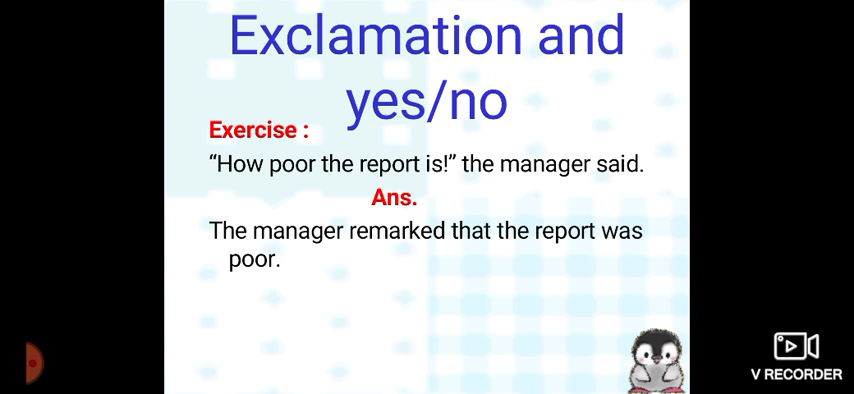 Exclamation and
yes/no
Exercise :
“How poor the report is!” the manager said.
Ans.
The manager remarked that the report was
poor.
V RECORDER